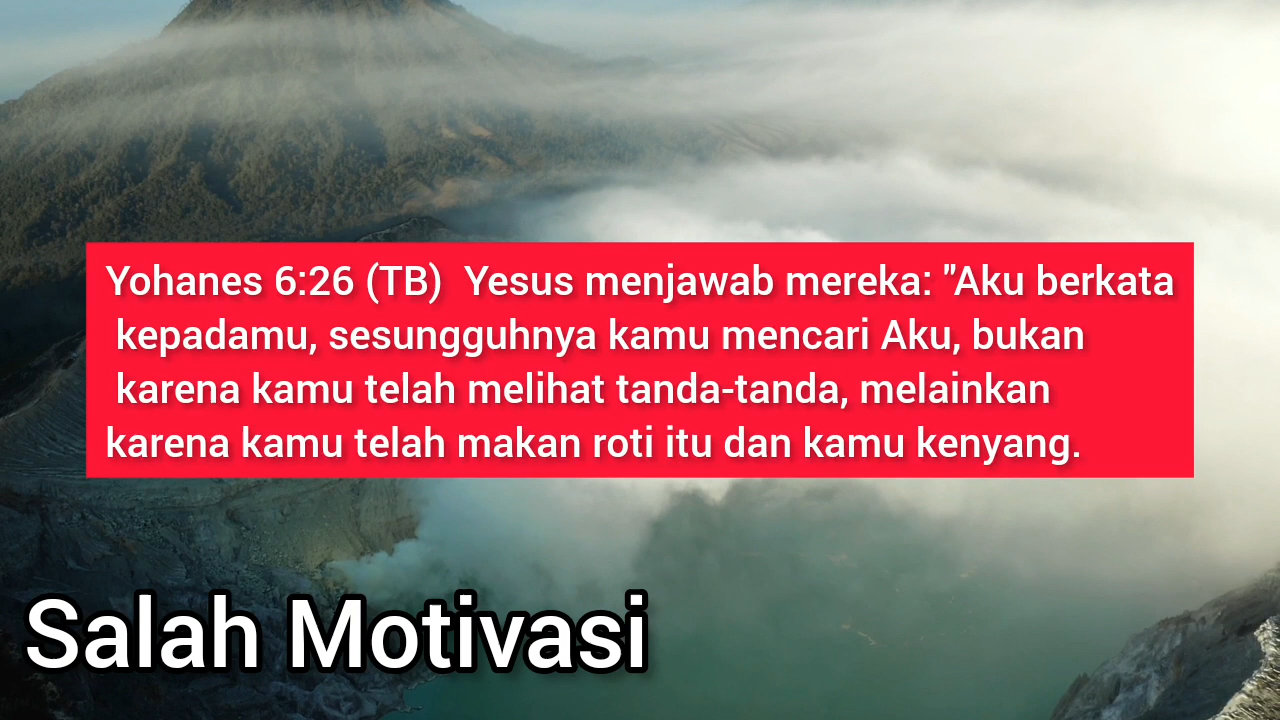 Yohanes 6:26 (TB)  Yesus menjawab mereka: "Aku berkata
kepadamu, sesungguhnya kamu mencari Aku, bukan
karena kamu telah melihat tanda-tanda, melainkan
karena kamu telah makan roti itu dan kamu kenyang.
Salah Motivasi